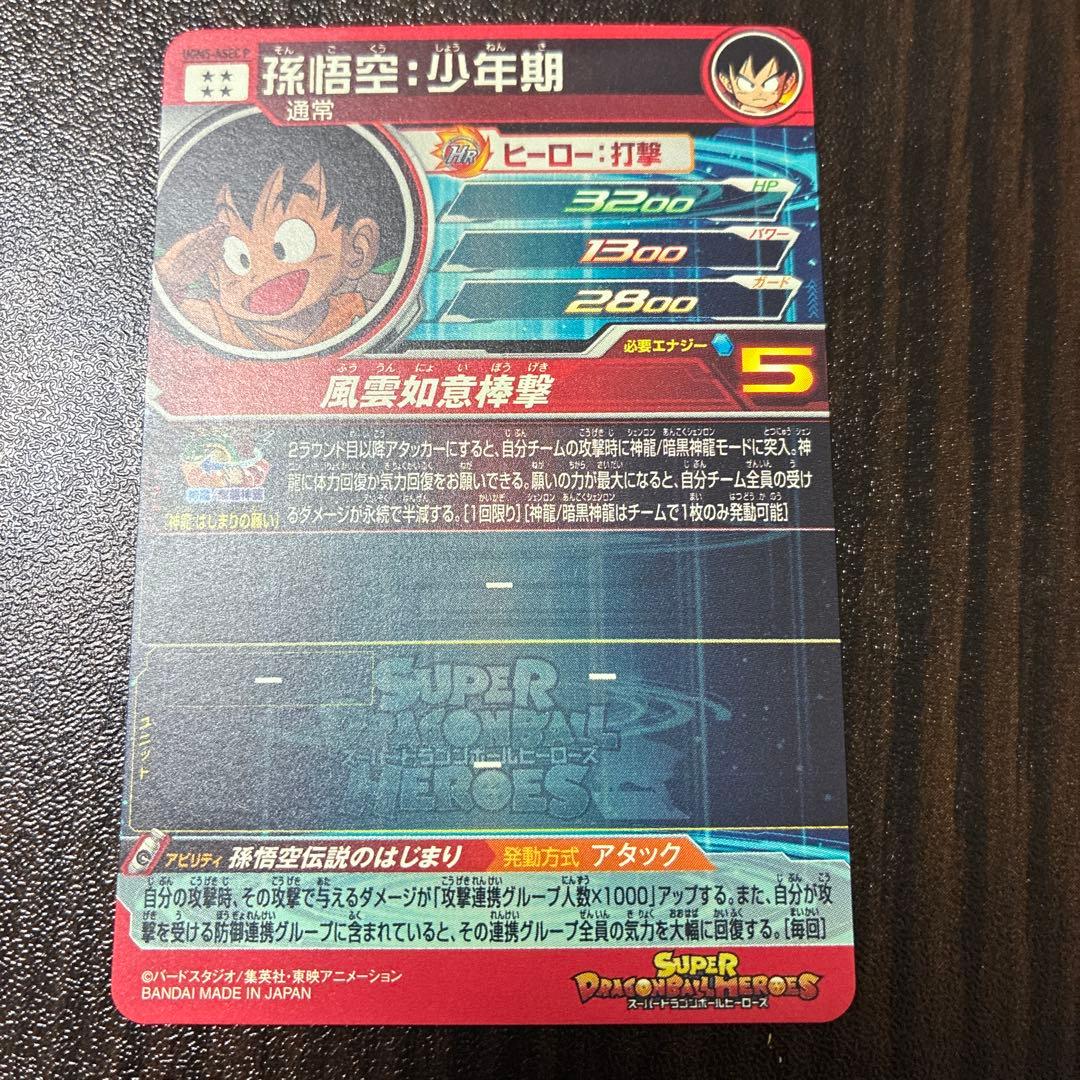 UGM5-ASEC P
孫悟空:少年期
通常
HR
ヒーロー:打撃
HP
3200
パワー
1300
ガード
2800
必要エナジー
5
風雲如意棒撃
2ラウンド目以降アタッカーにすると、自分チームの攻撃時に神龍/暗黒神龍モードに突入。神
龍に体力回復か気力回復をお願いできる。願いの力が最大になると、自分チーム全員の受け
るダメージが永続で半減する。[1回限り][神龍/暗黒神龍はチームで1枚のみ発動可能]
[神龍:はじまりの願い]
ー
ユニット
ー
ー
ー
SUPER
DRAGONBALL
スーパードラゴンボールヒーローズ
HEROES
アビリティ 孫悟空伝説のはじまり 発動方式 アタック
自分の攻撃時、その攻撃で与えるダメージが「攻撃連携グループ人数×1000」アップする。また、自分が攻
撃を受ける防御連携グループに含まれていると、その連携グループ全員の気力を大幅に回復する。[毎回]
©バードスタジオ/集英社・東映アニメーション
BANDAI MADE IN JAPAN
SUPER
DRAGONBALL HEROES
スーパードラゴンボールヒーローズ